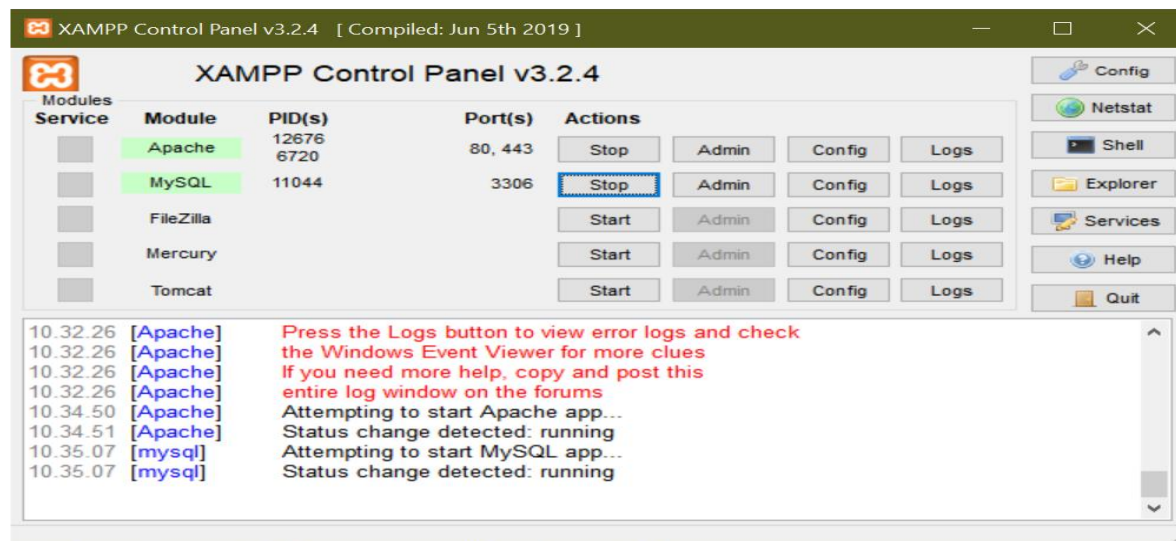 XAMPP Control Panel v3.2.4 [ Compiled: Jun 5th 2019 ]
XAMPP Control Panel v3.2.4
Config
Modules
Service Module PID(s) Port(s) Actions
Netstat
Apache 12676 6720 80, 443 Stop Admin Config Logs
Shell
MySQL 11044 3306 Stop Admin Config Logs
Explorer
FileZilla Start Admin Config Logs
Services
Mercury Start Admin Config Logs
Help
Tomcat Start Admin Config Logs
Quit
10.32.26 [Apache] Press the Logs button to view error logs and check
10.32.26 [Apache] the Windows Event Viewer for more clues
10.32.26 [Apache] If you need more help, copy and post this
10.32.26 [Apache] entire log window on the forums
10.34.50 [Apache] Attempting to start Apache app...
10.34.51 [Apache] Status change detected: running
10.35.07 [mysql] Attempting to start MySQL app...
10.35.07 [mysql] Status change detected: running